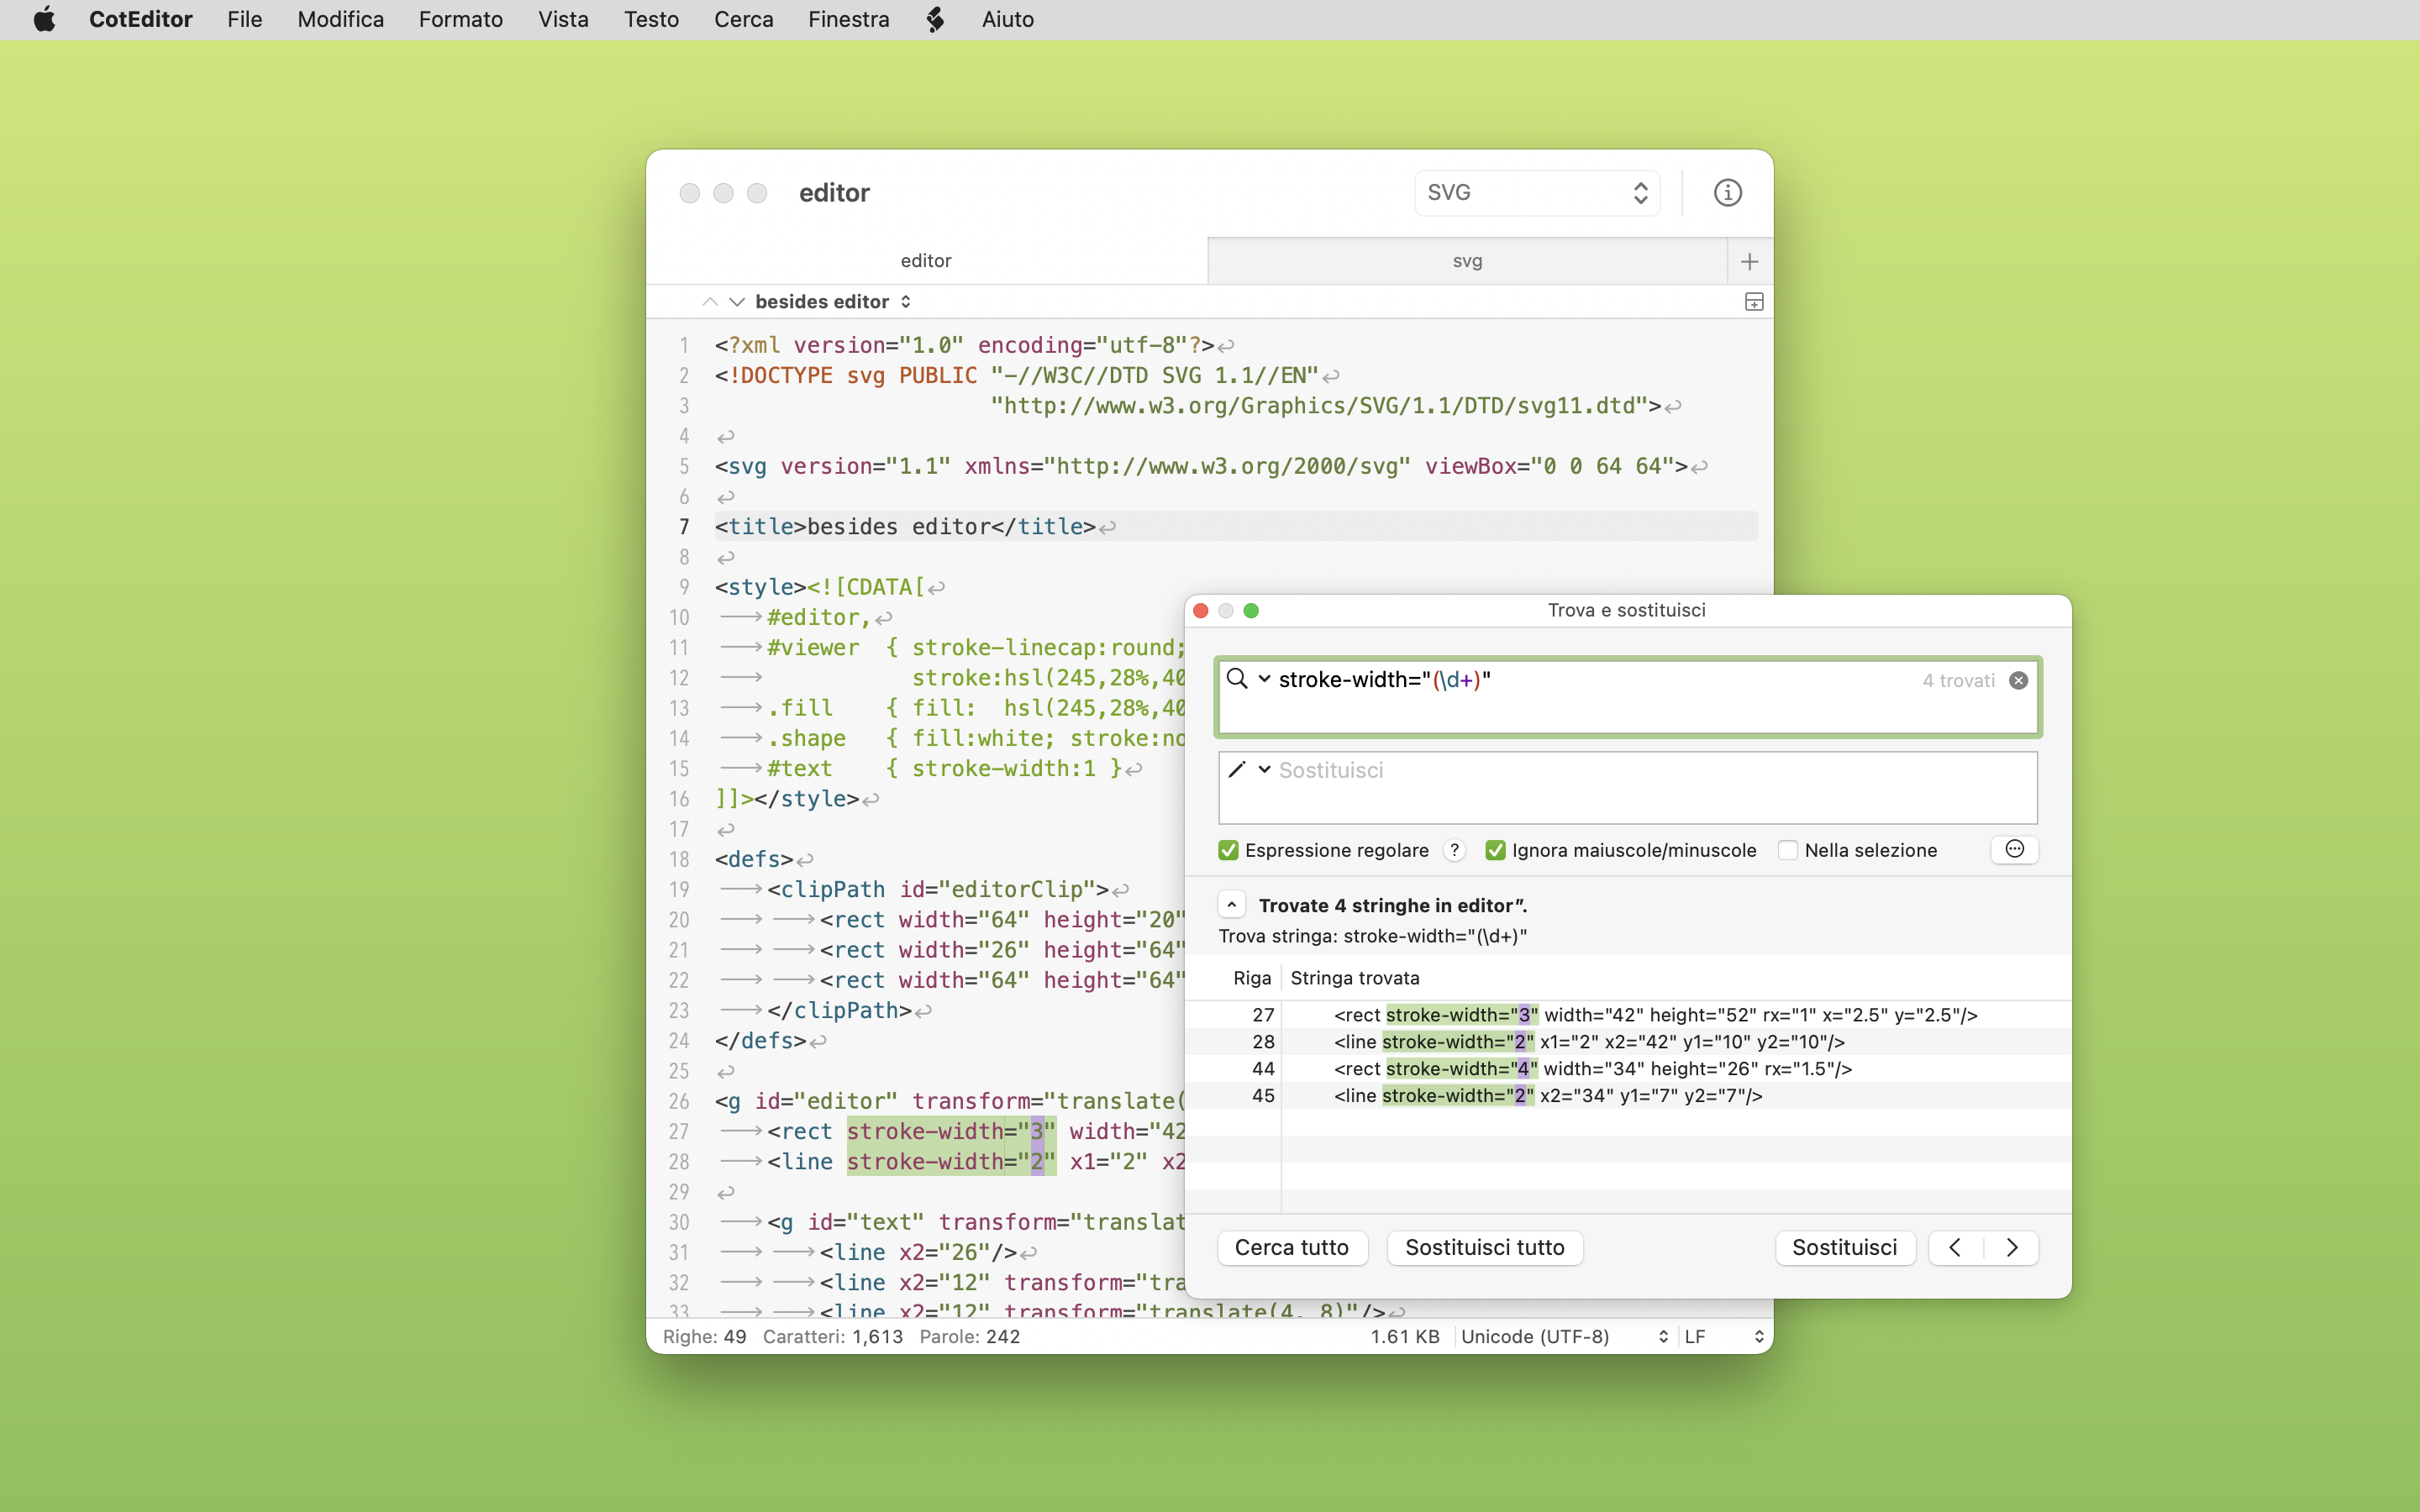 CotEditor File Modifica Formato Vista Testo Cerca Finestra Aiuto
editor
SVG
editor
svg
besides editor
1 <?xml version="1.0" encoding="utf-8"?>
2 <!DOCTYPE svg PUBLIC "-//W3C//DTD SVG 1.1//EN"
3 "http://www.w3.org/Graphics/SVG/1.1/DTD/svg11.dtd">
4
5 <svg version="1.1" xmlns="http://www.w3.org/2000/svg" viewBox="0 0 64 64">
6
7 <title>besides editor</title>
8
9 <style><![CDATA[
10 #editor,
11 #viewer { stroke-linecap:round;
12 stroke:hsl(245,28%,40
13 .fill { fill: hsl(245,28%,40
14 .shape { fill:white; stroke:no
15 #text { stroke-width:1 }
16 ]]></style>
17
18 <defs>
19 <clipPath id="editorClip">
20 <rect width="64" height="20"
21 <rect width="26" height="64"
22 <rect width="64" height="64"
23 </clipPath>
24 </defs>
25
26 <g id="editor" transform="translate(
27 <rect stroke-width="3" width="42
28 <line stroke-width="2" x1="2" x2
29
30 <g id="text" transform="translat
31 <line x2="26"/>
32 <line x2="12" transform="tra
33 <line x2="12" transform="translate(4, 8)"/>
Righe: 49 Caratteri: 1,613 Parole: 242
1.61 KB Unicode (UTF-8) LF
Trova e sostituisci
stroke-width="(\d+)"
4 trovati
Sostituisci
Espressione regolare ? Ignora maiuscole/minuscole Nella selezione
Trovate 4 stringhe in editor”.
Trova stringa: stroke-width="(\d+)"
Riga Stringa trovata
27 <rect stroke-width="3" width="42" height="52" rx="1" x="2.5" y="2.5"/>
28 <line stroke-width="2" x1="2" x2="42" y1="10" y2="10"/>
44 <rect stroke-width="4" width="34" height="26" rx="1.5"/>
45 <line stroke-width="2" x2="34" y1="7" y2="7"/>
Cerca tutto Sostituisci tutto Sostituisci